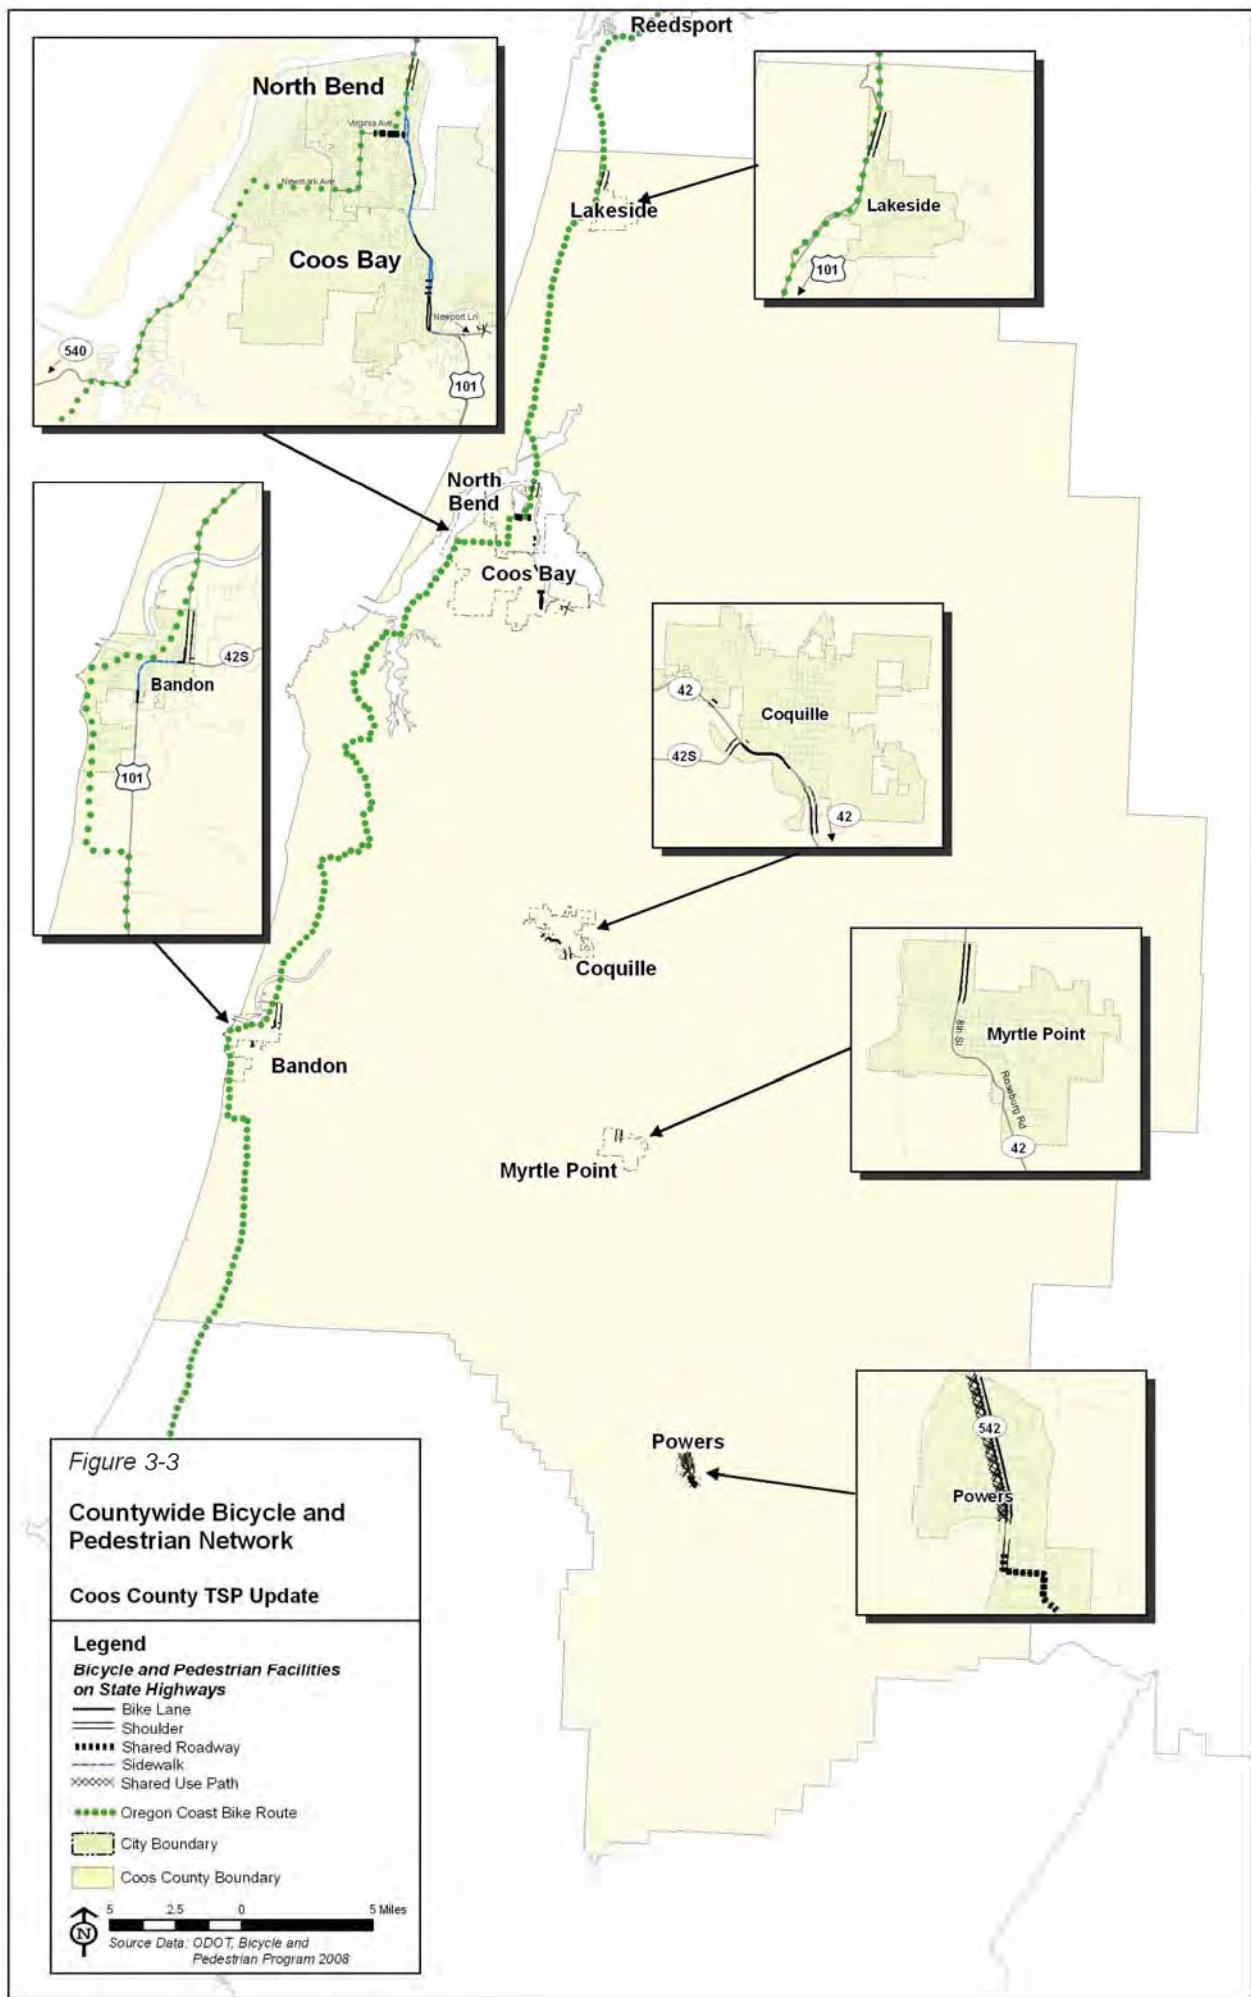 Reedsport
North Bend
Virginia Ave
Newmark Ave
Coos Bay
Newport Ln
540
101
Lakeside
101
Lakeside
North
Bend
Coos Bay
42S
Bandon
101
42
Coquille
42S
42
Coquille
Bandon
Myrtle Point
8th St
Roseburg Rd
42
Myrtle Point
Powers
542
Powers
Figure 3-3
Countywide Bicycle and
Pedestrian Network
Coos County TSP Update
Legend
Bicycle and Pedestrian Facilities
on State Highways
Bike Lane
Shoulder
Shared Roadway
Sidewalk
Shared Use Path
Oregon Coast Bike Route
City Boundary
Coos County Boundary
5 2.5 0 5 Miles
N
Source Data: ODOT, Bicycle and
Pedestrian Program 2008